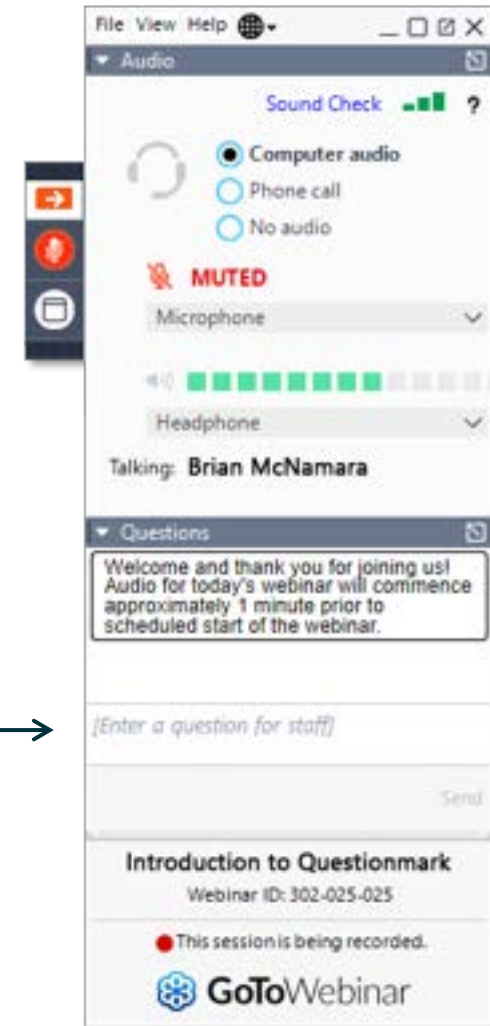 File View Help
Audio
Sound Check ?
Computer audio
Phone call
No audio
MUTED
Microphone
Headphone
Talking: Brian McNamara
Questions
Welcome and thank you for joining us!
Audio for today's webinar will commence
approximately 1 minute prior to
scheduled start of the webinar.
[Enter a question for staff]
Send
Introduction to Questionmark
Webinar ID: 302-025-025
This session is being recorded.
GoToWebinar